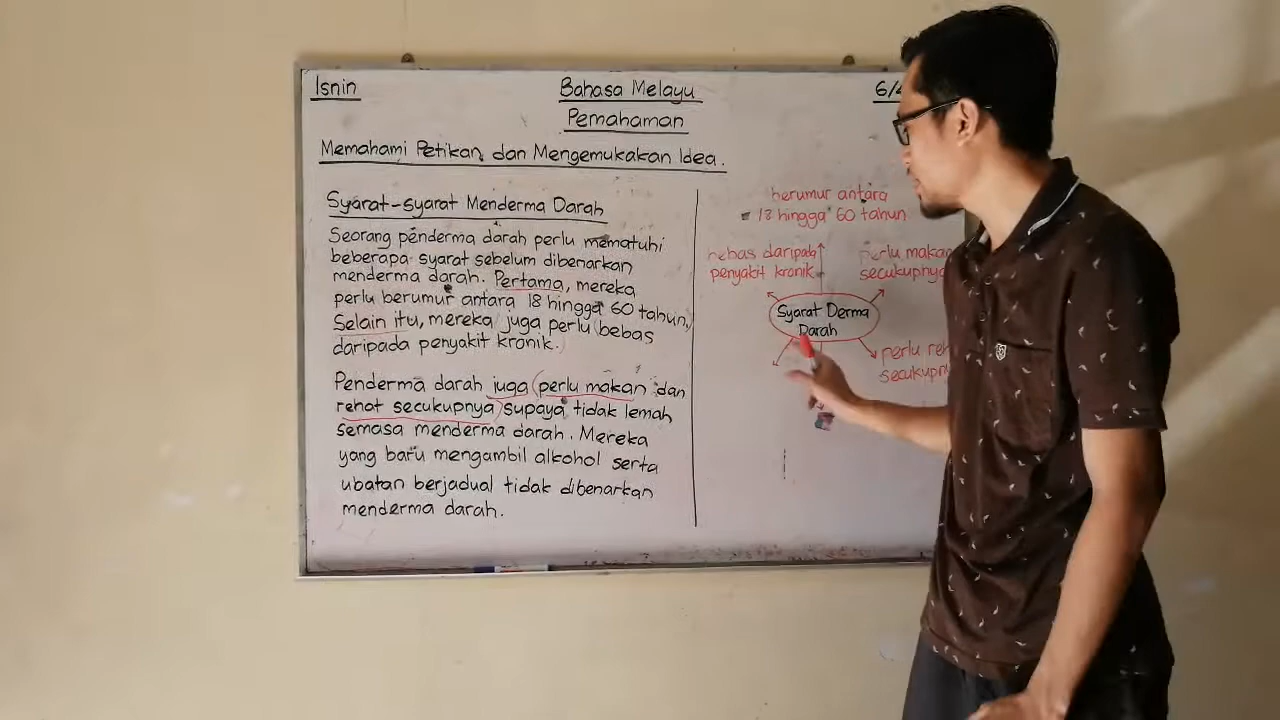 Isnin
Bahasa Melayu
6/4
Pemahaman
Memahami Petikan dan Mengemukakan Idea.
Syarat-syarat Menderma Darah
Seorang penderma darah perlu mematuhi
beberapa syarat sebelum dibenarkan
menderma darah. Pertama, mereka
perlu berumur antara 18 hingga 60 tahun.
Selain itu, mereka juga perlu bebas
daripada penyakit kronik.
Penderma darah juga (perlu makan dan
rehat secukupnya) supaya tidak lemah
semasa menderma darah. Mereka
yang baru mengambil alkohol serta
ubatan berjadual tidak dibenarkan
menderma darah.
berumur antara
18 hingga 60 tahun
bebas daripada
penyakit kronik
perlu makan
secukupnya
Syarat Derma
Darah
perlu reh
secukupn